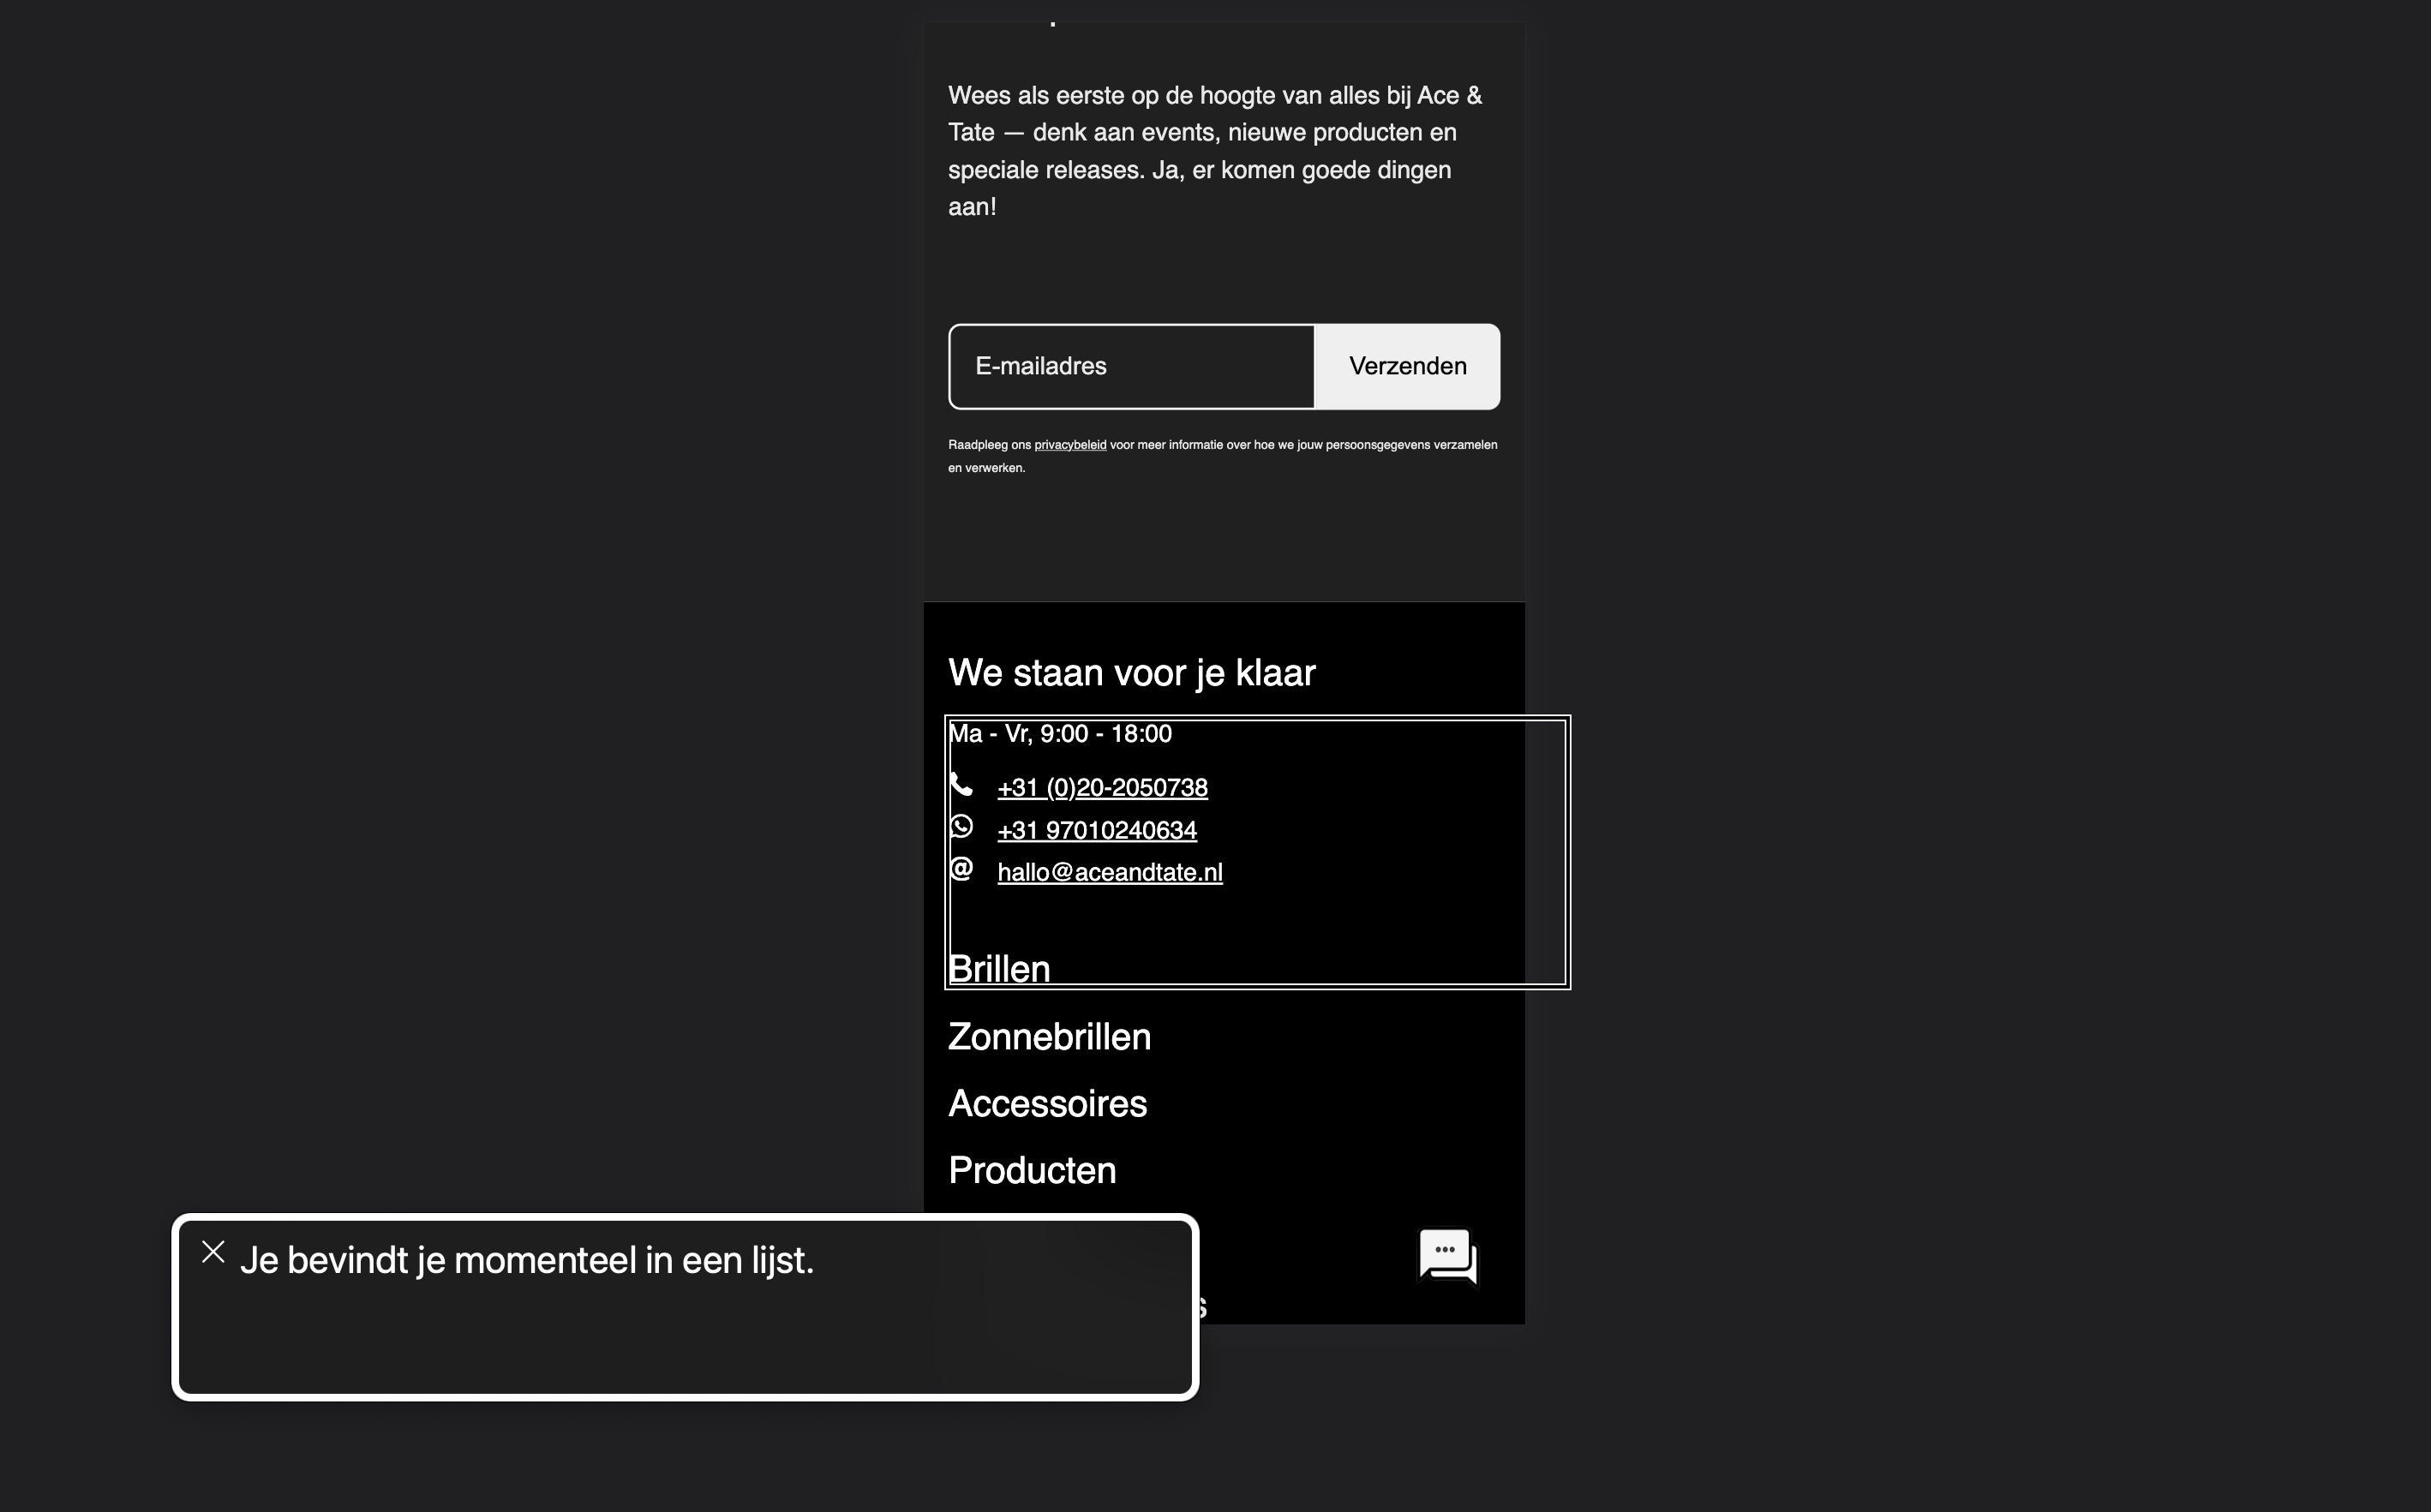 Wees als eerste op de hoogte van alles bij Ace &
Tate — denk aan events, nieuwe producten en
speciale releases. Ja, er komen goede dingen
aan!
E-mailadres
Verzenden
Raadpleeg ons privacybeleid voor meer informatie over hoe we jouw persoonsgegevens verzamelen
en verwerken.
We staan voor je klaar
Ma - Vr, 9:00 - 18:00
+31 (0)20-2050738
+31 97010240634
hallo@aceandtate.nl
Brillen
Zonnebrillen
Accessoires
Producten
Je bevindt je momenteel in een lijst.